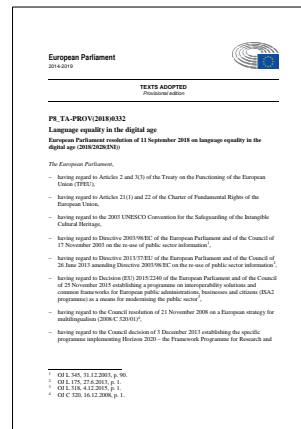 European Parliament
2014-2019
TEXTS ADOPTED
Provisional edition
P8_TA-PROV(2018)0332
Language equality in the digital age
European Parliament resolution of 11 September 2018 on language equality in the
digital age (2018/2028(INI))
The European Parliament,
– having regard to Articles 2 and 3(3) of the Treaty on the Functioning of the European
Union (TFEU),
– having regard to Articles 21(1) and 22 of the Charter of Fundamental Rights of the
European Union,
– having regard to the 2003 UNESCO Convention for the Safeguarding of the Intangible
Cultural Heritage,
– having regard to Directive 2003/98/EC of the European Parliament and of the Council of
17 November 2003 on the re-use of public sector information¹,
– having regard to Directive 2013/37/EU of the European Parliament and of the Council of
26 June 2013 amending Directive 2003/98/EC on the re-use of public sector information²,
– having regard to Decision (EU) 2015/2240 of the European Parliament and of the Council
of 25 November 2015 establishing a programme on interoperability solutions and
common frameworks for European public administrations, businesses and citizens (ISA2
programme) as a means for modernising the public sector³,
– having regard to the Council resolution of 21 November 2008 on a European strategy for
multilingualism (2008/C 320/01)⁴,
– having regard to the Council decision of 3 December 2013 establishing the specific
programme implementing Horizon 2020 – the Framework Programme for Research and
¹ OJ L 345, 31.12.2003, p. 90.
² OJ L 175, 27.6.2013, p. 1.
³ OJ L 318, 4.12.2015, p. 1.
⁴ OJ C 320, 16.12.2008, p. 1.